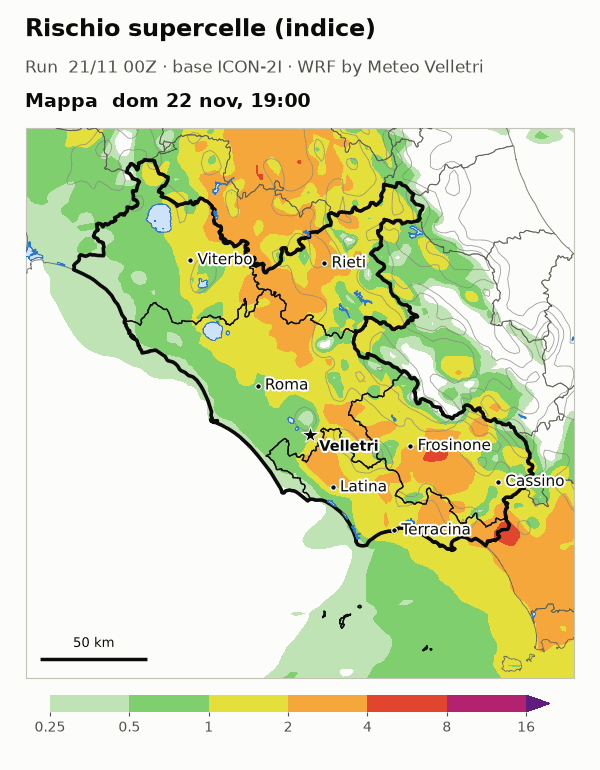 Rischio supercelle (indice)
Run  21/11 00Z · base ICON-2I · WRF by Meteo Velletri
Mappa  dom 22 nov, 19:00
Viterbo
Rieti
Roma
Velletri
Frosinone
Cassino
Latina
Terracina
50 km
0.25 0.5 1 2 4 8 16